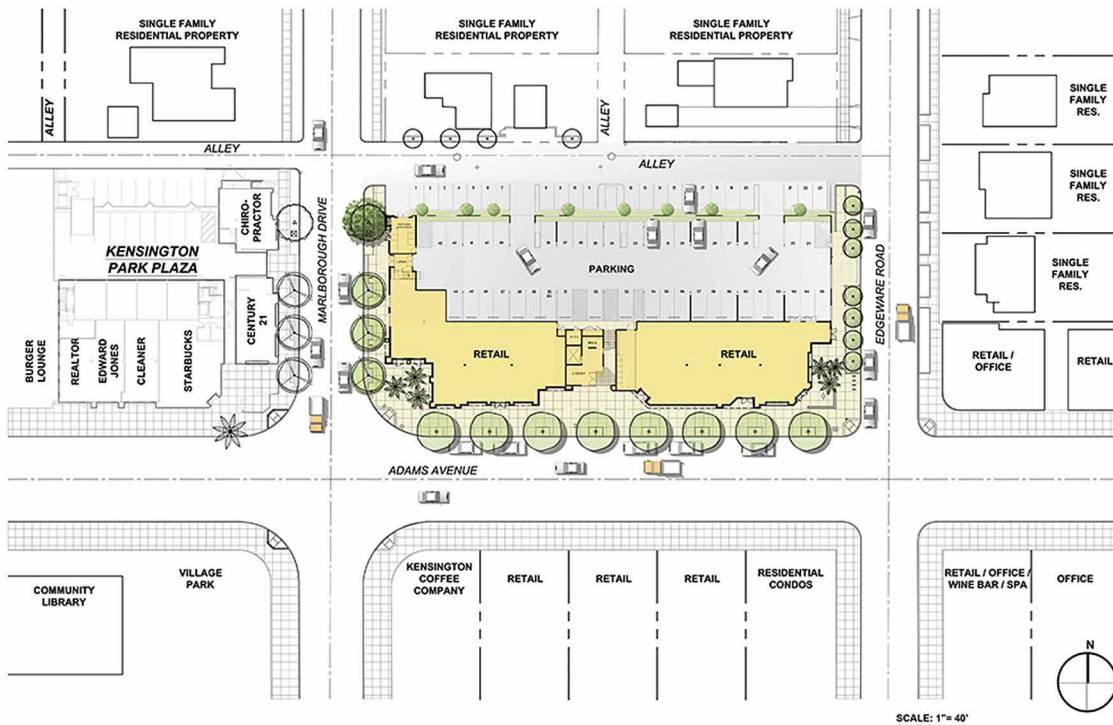 SINGLE FAMILY
RESIDENTIAL PROPERTY
SINGLE FAMILY
RESIDENTIAL PROPERTY
SINGLE FAMILY
RESIDENTIAL PROPERTY
SINGLE
FAMILY
RES.
ALLEY
ALLEY
ALLEY
ALLEY
SINGLE
FAMILY
RES.
CHIRO-
PRACTOR
KENSINGTON
PARK PLAZA
MARLBOROUGH DRIVE
PARKING
EDGEWARE ROAD
SINGLE
FAMILY
RES.
CENTURY
21
BURGER
LOUNGE
REALTOR
EDWARD
JONES
CLEANER
STARBUCKS
RETAIL
LOBBY
RETAIL
RETAIL /
OFFICE
RETAIL
ADAMS AVENUE
COMMUNITY
LIBRARY
VILLAGE
PARK
KENSINGTON
COFFEE
COMPANY
RETAIL
RETAIL
RETAIL
RESIDENTIAL
CONDOS
RETAIL / OFFICE /
WINE BAR / SPA
OFFICE
N
SCALE: 1"= 40'